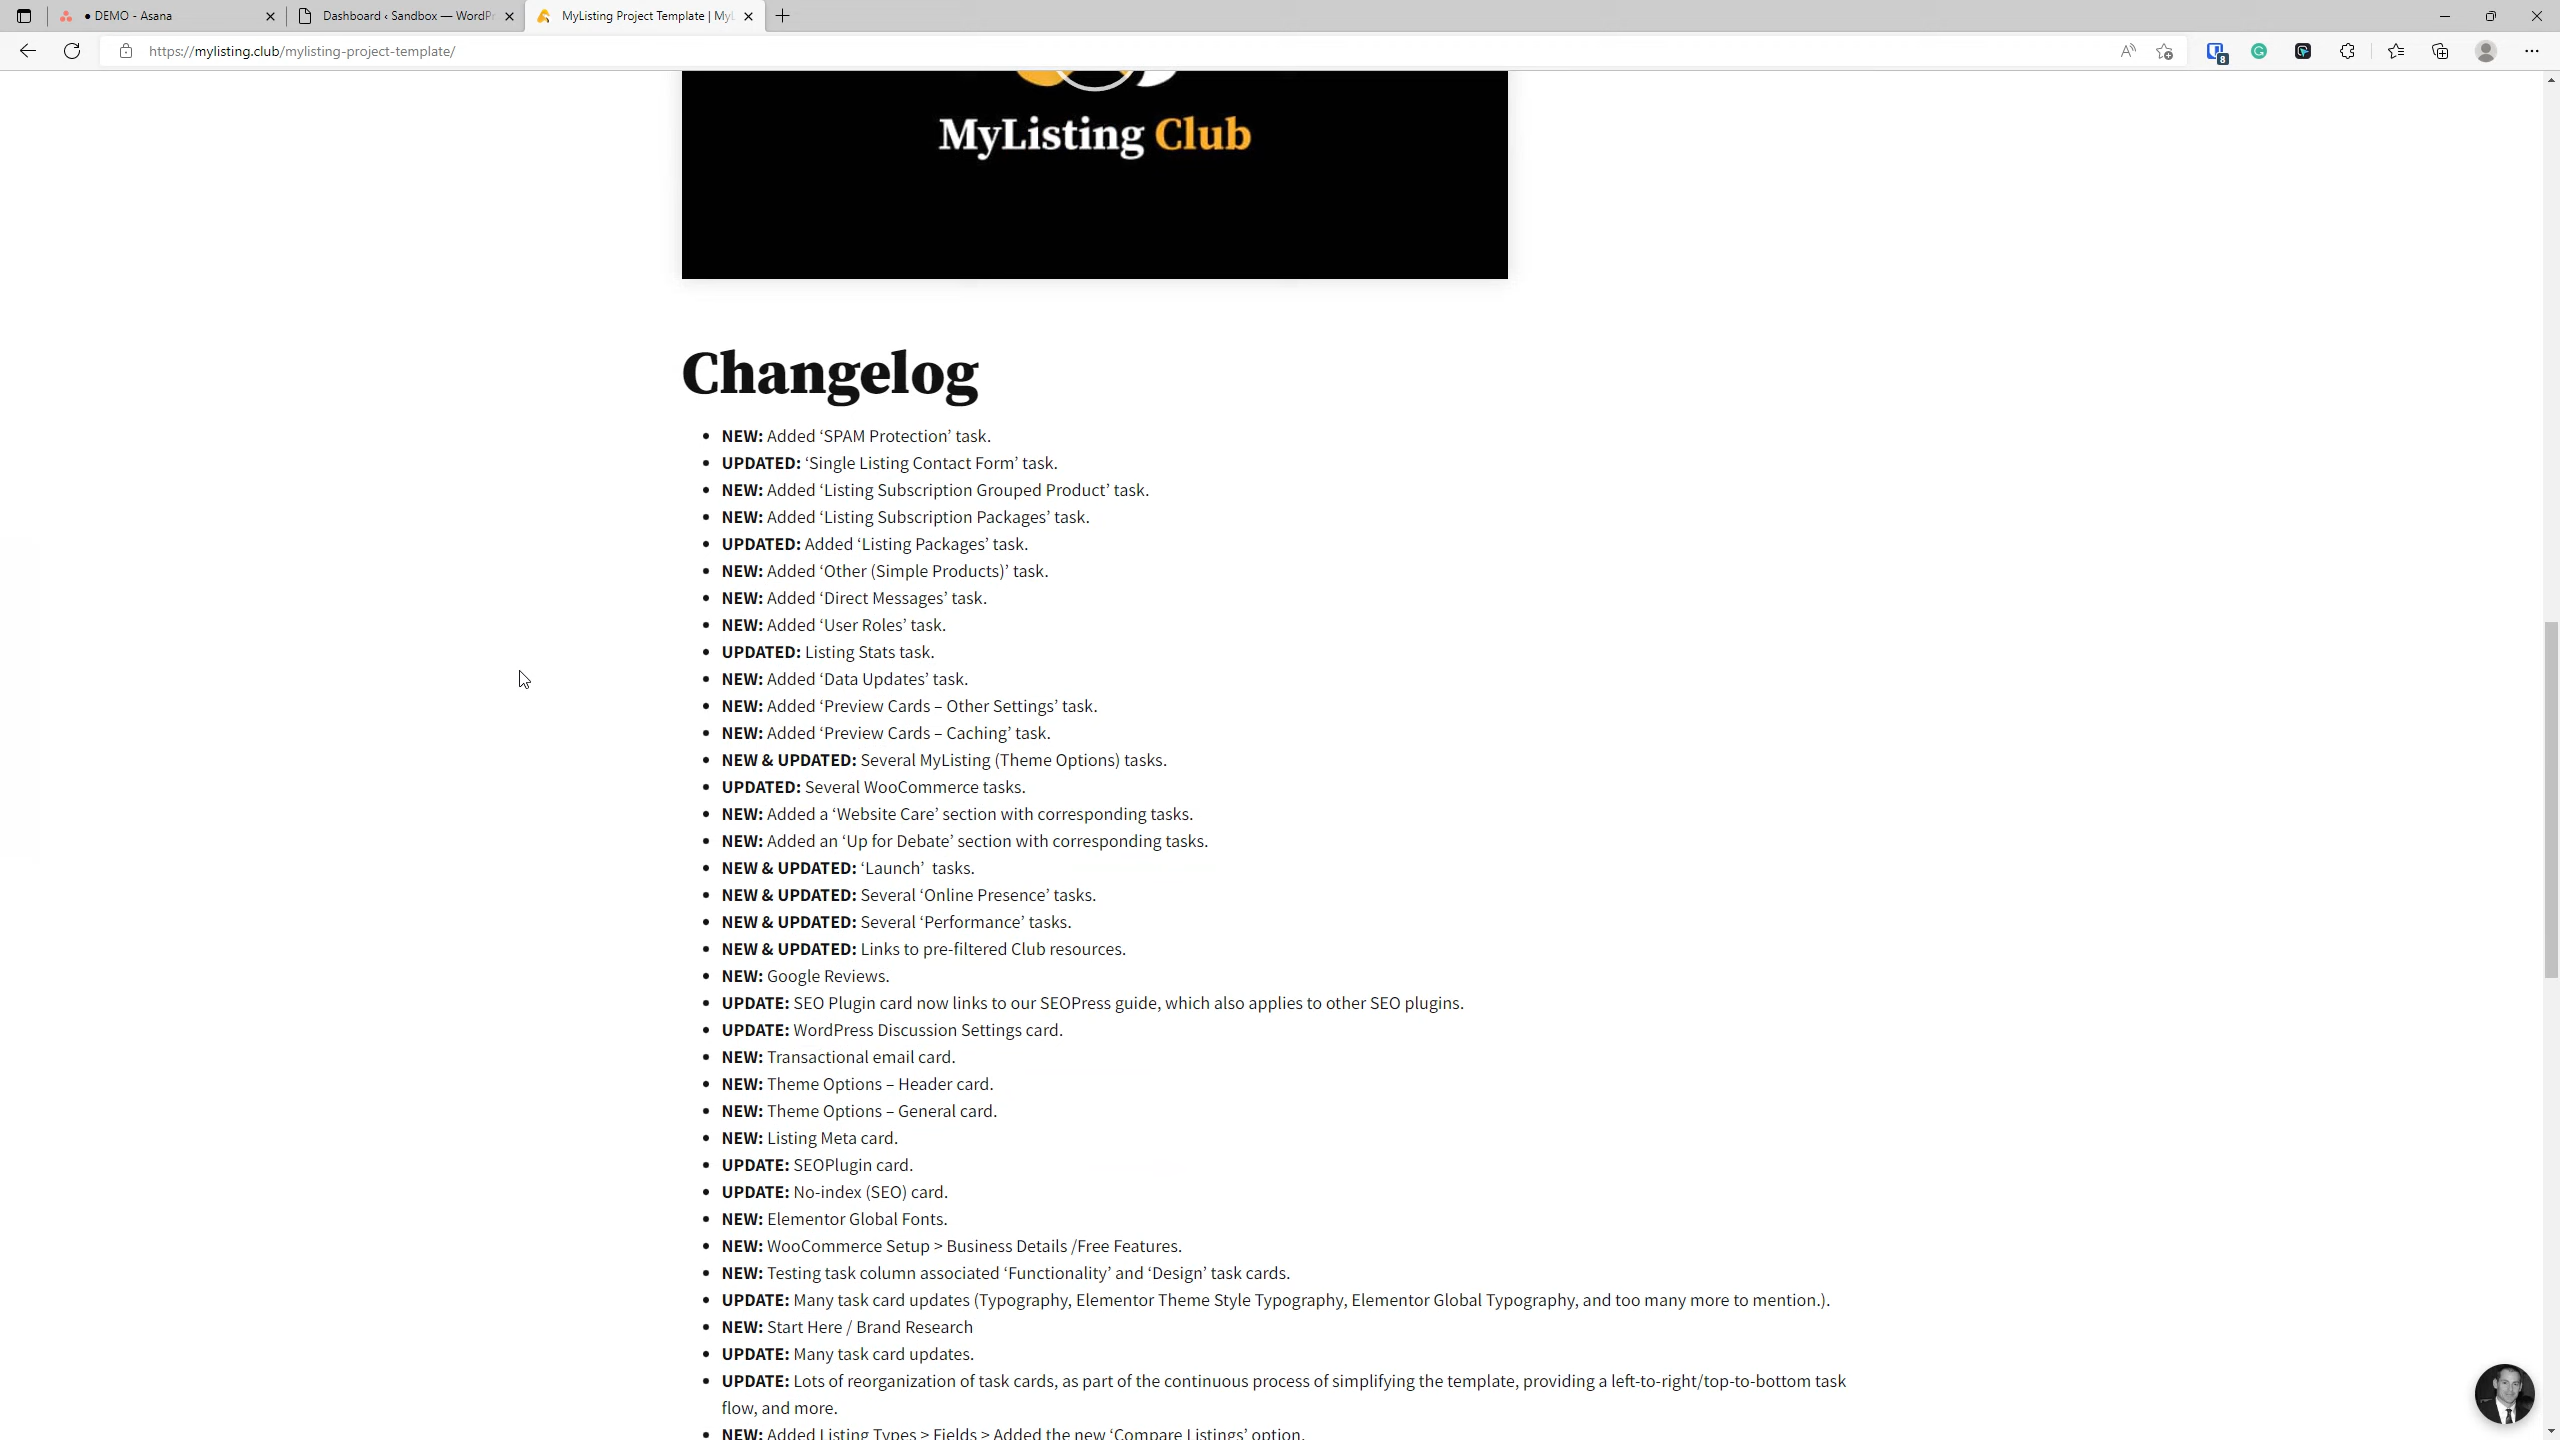 DEMO - Asana
Dashboard ‹ Sandbox — WordPr
MyListing Project Template | MyL
https://mylisting.club/mylisting-project-template/
8
MyListing Club
Changelog
NEW: Added ‘SPAM Protection’ task.
UPDATED: ‘Single Listing Contact Form’ task.
NEW: Added ‘Listing Subscription Grouped Product’ task.
NEW: Added ‘Listing Subscription Packages’ task.
UPDATED: Added ‘Listing Packages’ task.
NEW: Added ‘Other (Simple Products)’ task.
NEW: Added ‘Direct Messages’ task.
NEW: Added ‘User Roles’ task.
UPDATED: Listing Stats task.
NEW: Added ‘Data Updates’ task.
NEW: Added ‘Preview Cards – Other Settings’ task.
NEW: Added ‘Preview Cards – Caching’ task.
NEW & UPDATED: Several MyListing (Theme Options) tasks.
UPDATED: Several WooCommerce tasks.
NEW: Added a ‘Website Care’ section with corresponding tasks.
NEW: Added an ‘Up for Debate’ section with corresponding tasks.
NEW & UPDATED: ‘Launch’ tasks.
NEW & UPDATED: Several ‘Online Presence’ tasks.
NEW & UPDATED: Several ‘Performance’ tasks.
NEW & UPDATED: Links to pre-filtered Club resources.
NEW: Google Reviews.
UPDATE: SEO Plugin card now links to our SEOPress guide, which also applies to other SEO plugins.
UPDATE: WordPress Discussion Settings card.
NEW: Transactional email card.
NEW: Theme Options – Header card.
NEW: Theme Options – General card.
NEW: Listing Meta card.
UPDATE: SEOPlugin card.
UPDATE: No-index (SEO) card.
NEW: Elementor Global Fonts.
NEW: WooCommerce Setup > Business Details /Free Features.
NEW: Testing task column associated ‘Functionality’ and ‘Design’ task cards.
UPDATE: Many task card updates (Typography, Elementor Theme Style Typography, Elementor Global Typography, and too many more to mention.).
NEW: Start Here / Brand Research
UPDATE: Many task card updates.
UPDATE: Lots of reorganization of task cards, as part of the continuous process of simplifying the template, providing a left-to-right/top-to-bottom task
flow, and more.
NEW: Added Listing Types > Fields > Added the new ‘Compare Listings’ option.